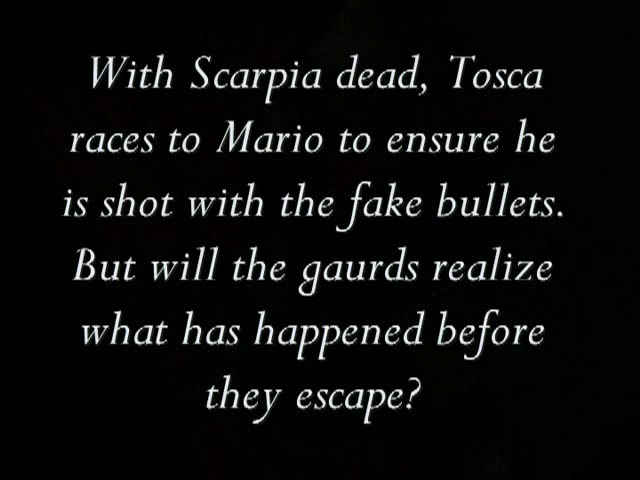 With Scarpia dead, Tosca
races to Mario to ensure he
is shot with the fake bullets.
But will the gaurds realize
what has happened before
they escape?